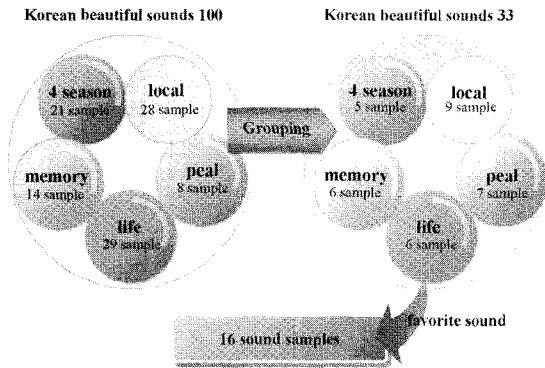 Korean beautiful sounds 100
4 season
21 sample
local
28 sample
memory
14 sample
peal
8 sample
life
29 sample
Grouping
Korean beautiful sounds 33
4 season
5 sample
local
9 sample
memory
6 sample
peal
7 sample
life
6 sample
favorite sound
16 sound samples